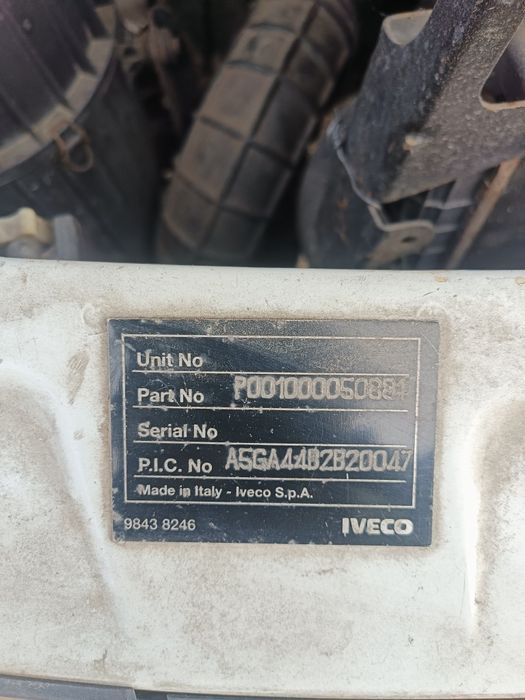 Unit No
Part No P001000050881
Serial No
P.I.C. No A5GA44B2B20047
Made in Italy - Iveco S.p.A.
9843 8246 IVECO